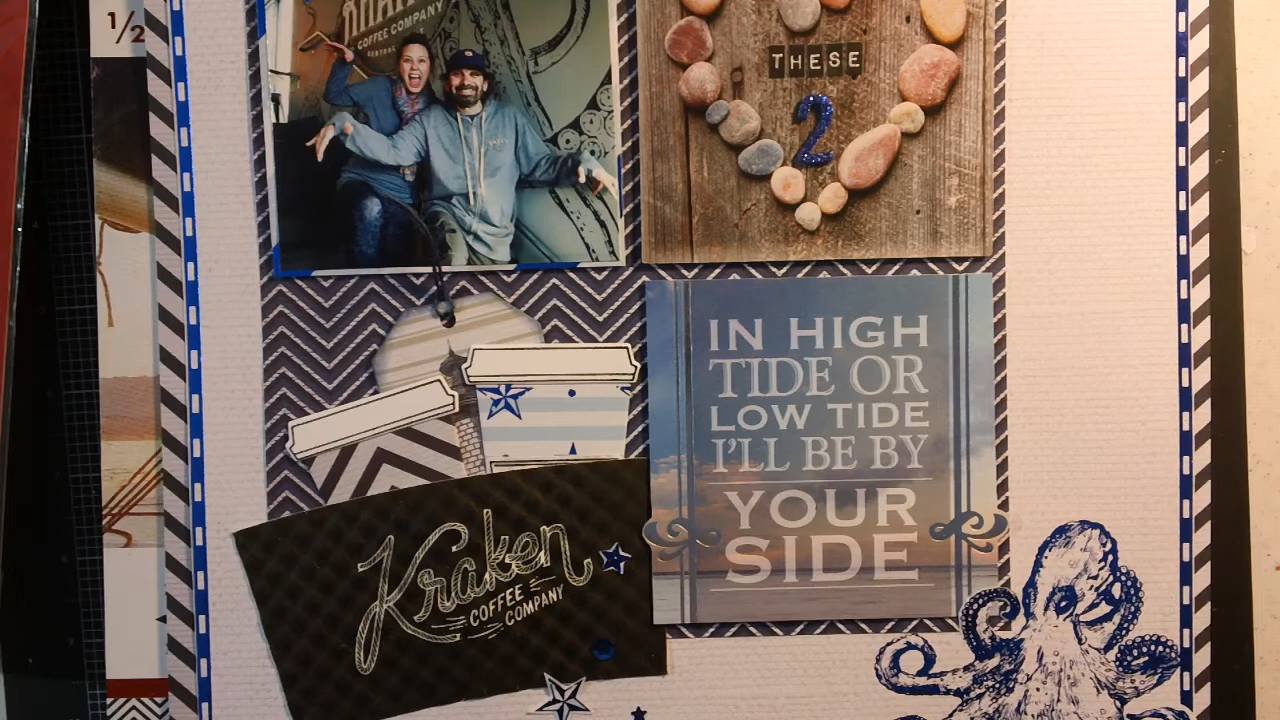 1/2
COFFEE COMPANY
THESE
2
IN HIGH
TIDE OR
LOW TIDE
I'LL BE BY
YOUR
SIDE
Kraken
COFFEE
COMPANY